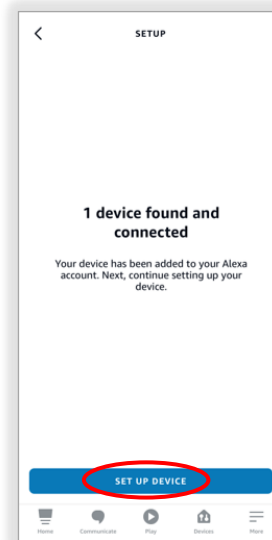 SETUP
1 device found and
connected
Your device has been added to your Alexa
account. Next, continue setting up your
device.
SET UP DEVICE
Home Communicate Play Devices More